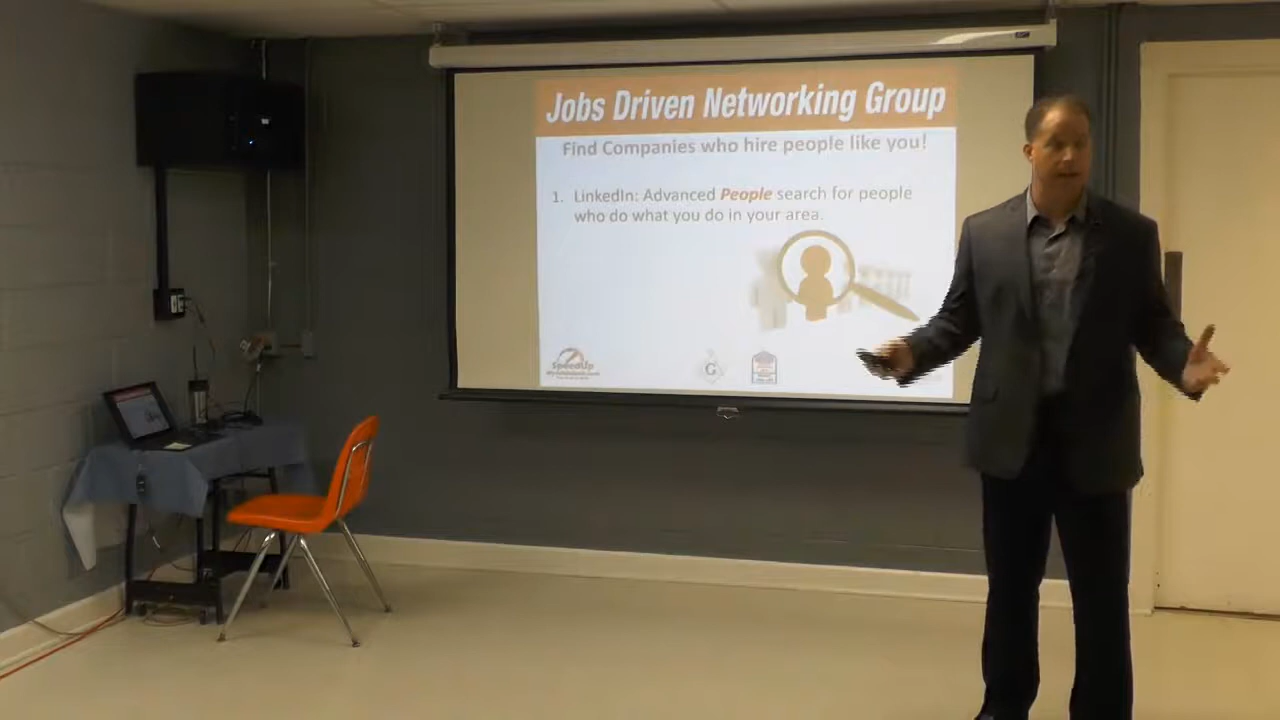 Jobs Driven Networking Group
Find Companies who hire people like you!
1. LinkedIn: Advanced People search for people
who do what you do in your area.
SpeedUp
G